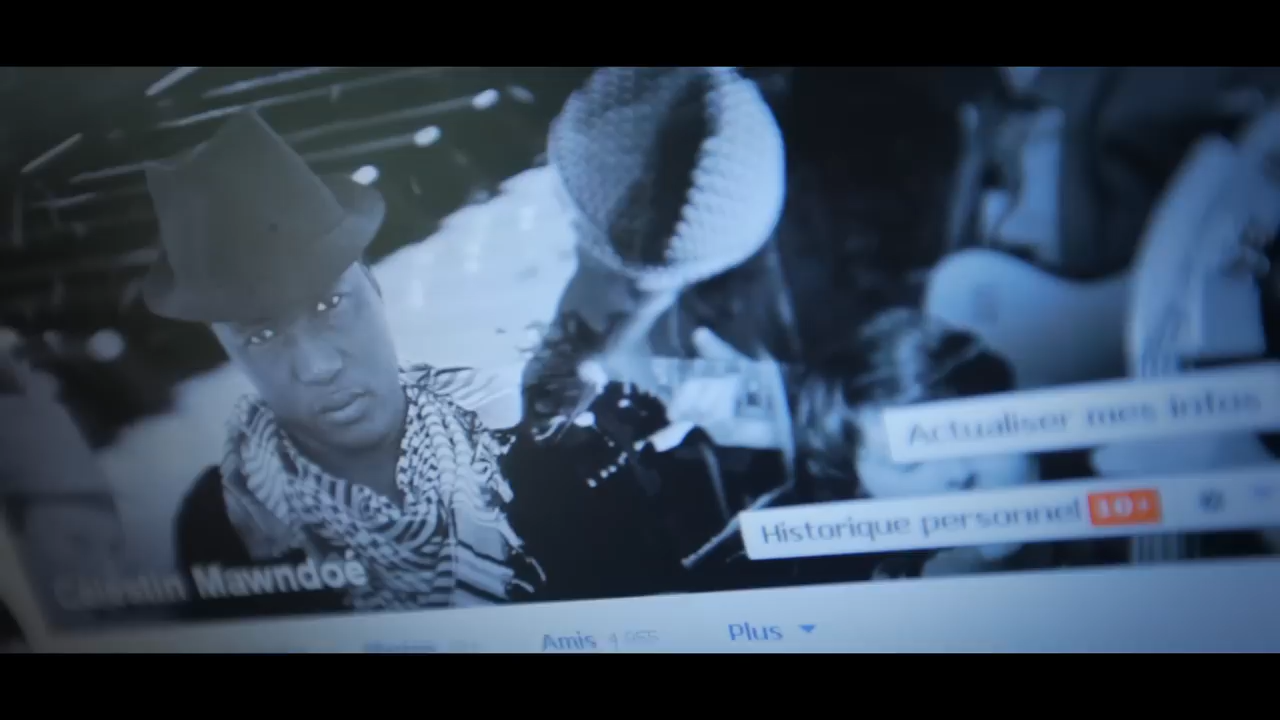 Actualiser mes infos
Historique personnel 10+
Mawndoé
Amis
Plus